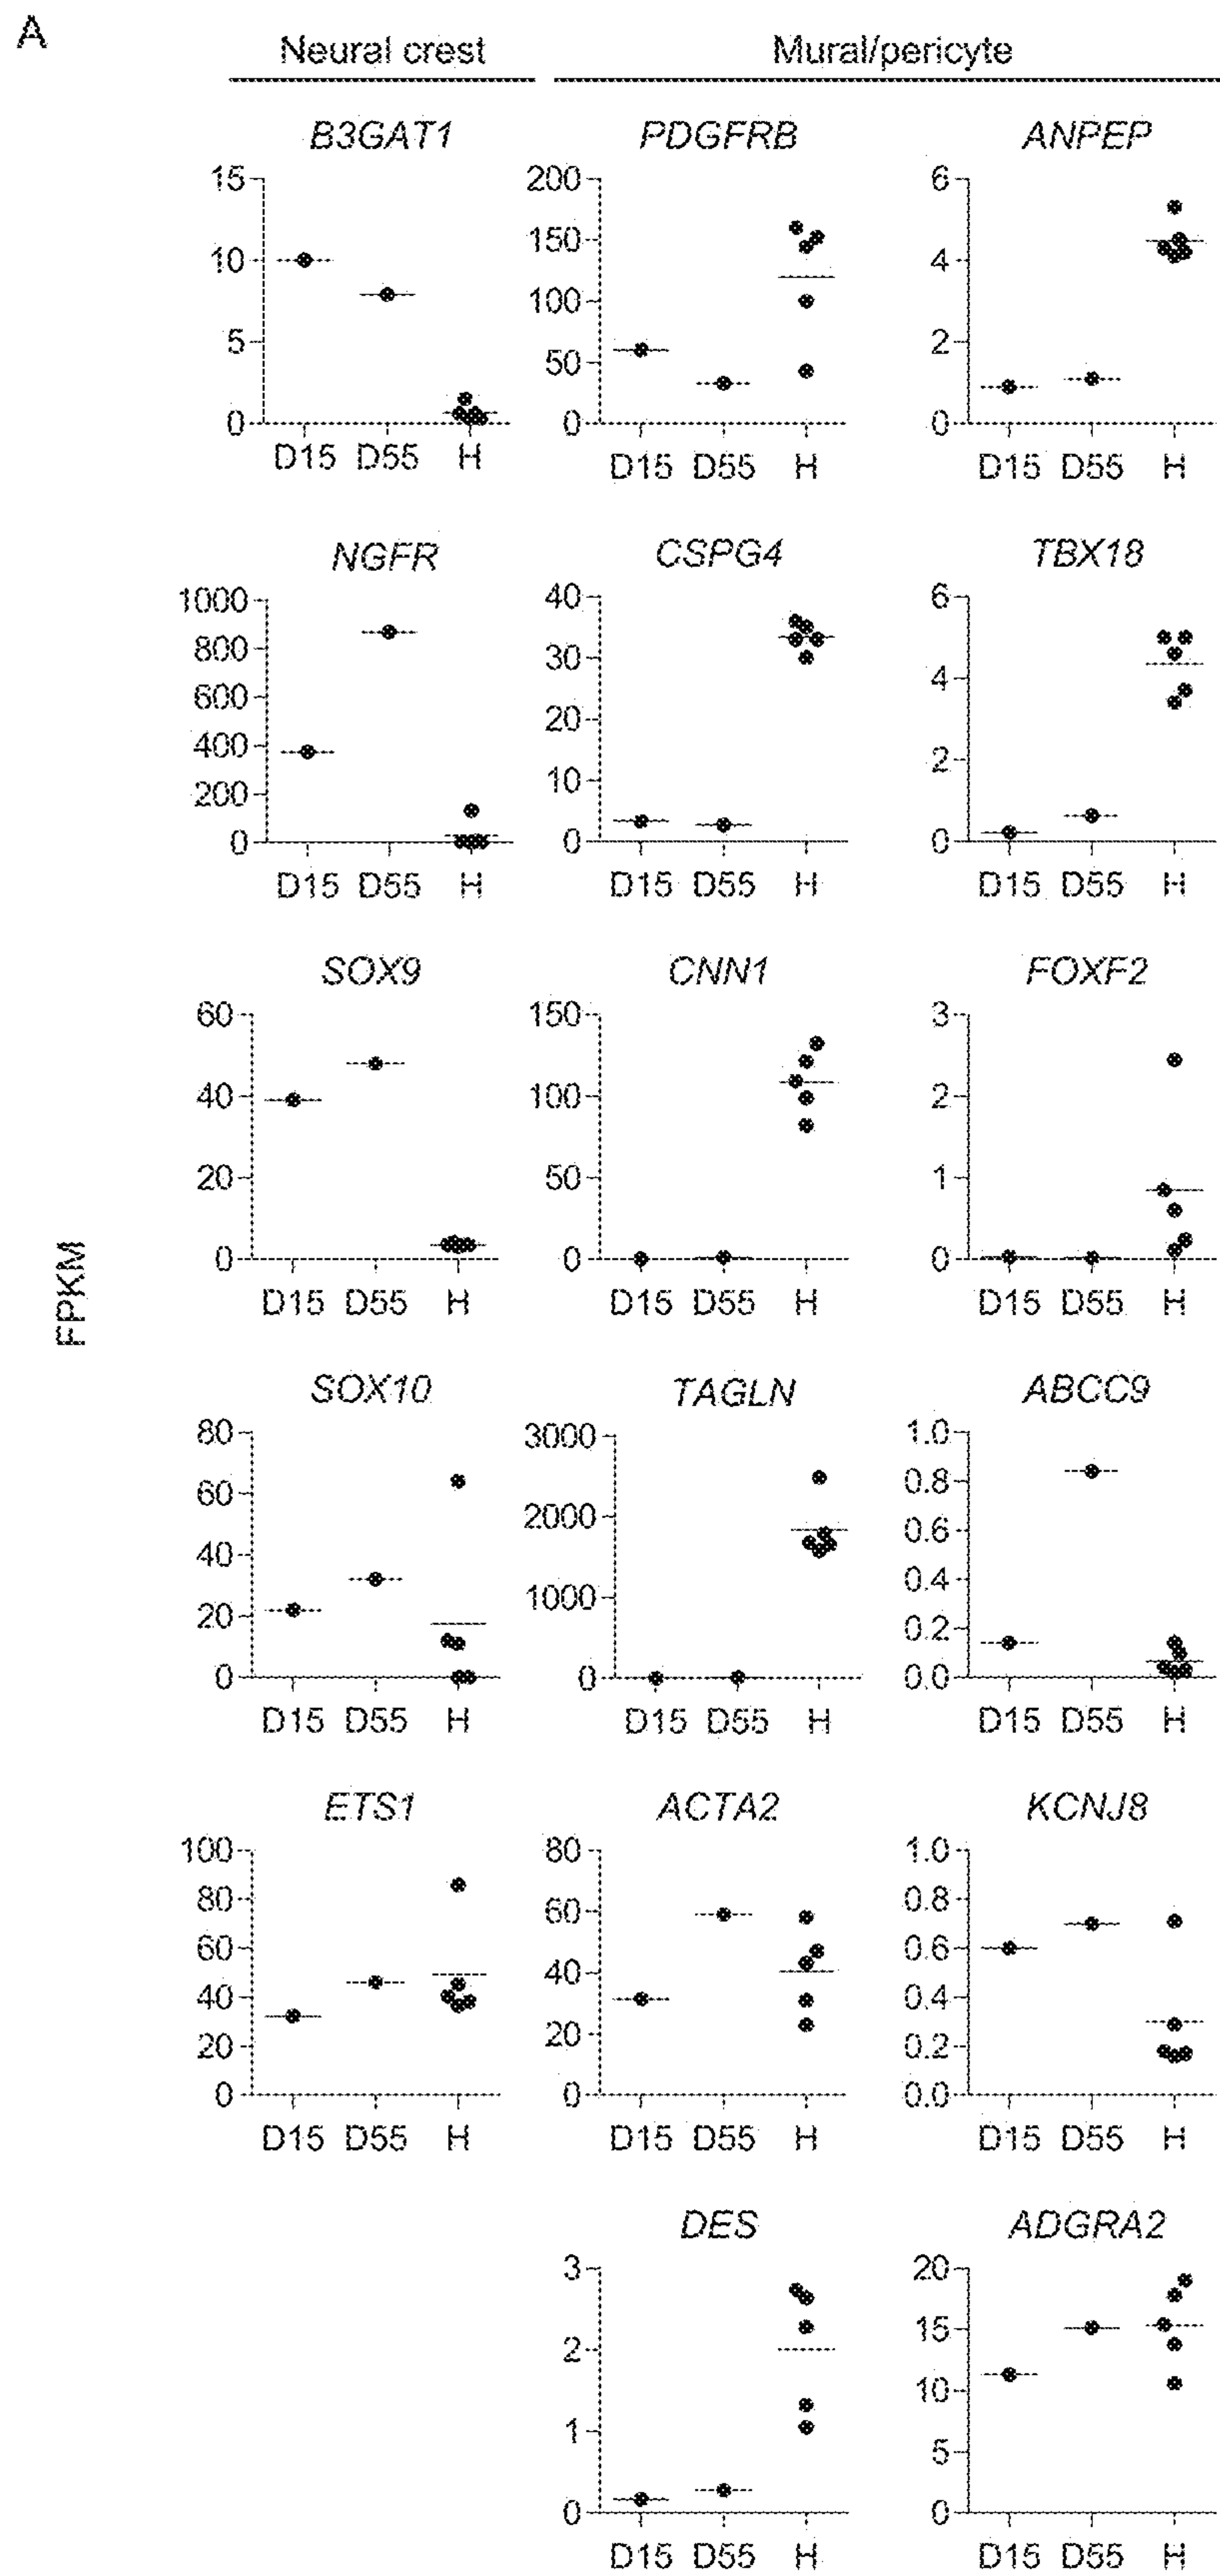 A
Neural crest Mural/pericyte
B3GAT1 PDGFRB ANPEP
15 200 6
150
10 4
100
5 2
50
0 0 0
D15 D55 H D15 D55 H D15 D55 H
NGFR CSPG4 TBX18
1000 40 6
800 30
600 4
20
400 2
200 10
0 0 0
D15 D55 H D15 D55 H D15 D55 H
SOX9 CNN1 FOXF2
60 150 3
40 100 2
20 50 1
0 0 0
FPKM
D15 D55 H D15 D55 H D15 D55 H
SOX10 TAGLN ABCC9
80 3000 1.0
0.8
60 2000 0.6
40 0.4
20 1000 0.2
0 0 0.0
D15 D55 H D15 D55 H D15 D55 H
ETS1 ACTA2 KCNJ8
100 80 1.0
80 60 0.8
60 0.6
40 40 0.4
20 20 0.2
0 0 0.0
D15 D55 H D15 D55 H D15 D55 H
DES ADGRA2
3 20
2 15
10
1 5
0 0
D15 D55 H D15 D55 H